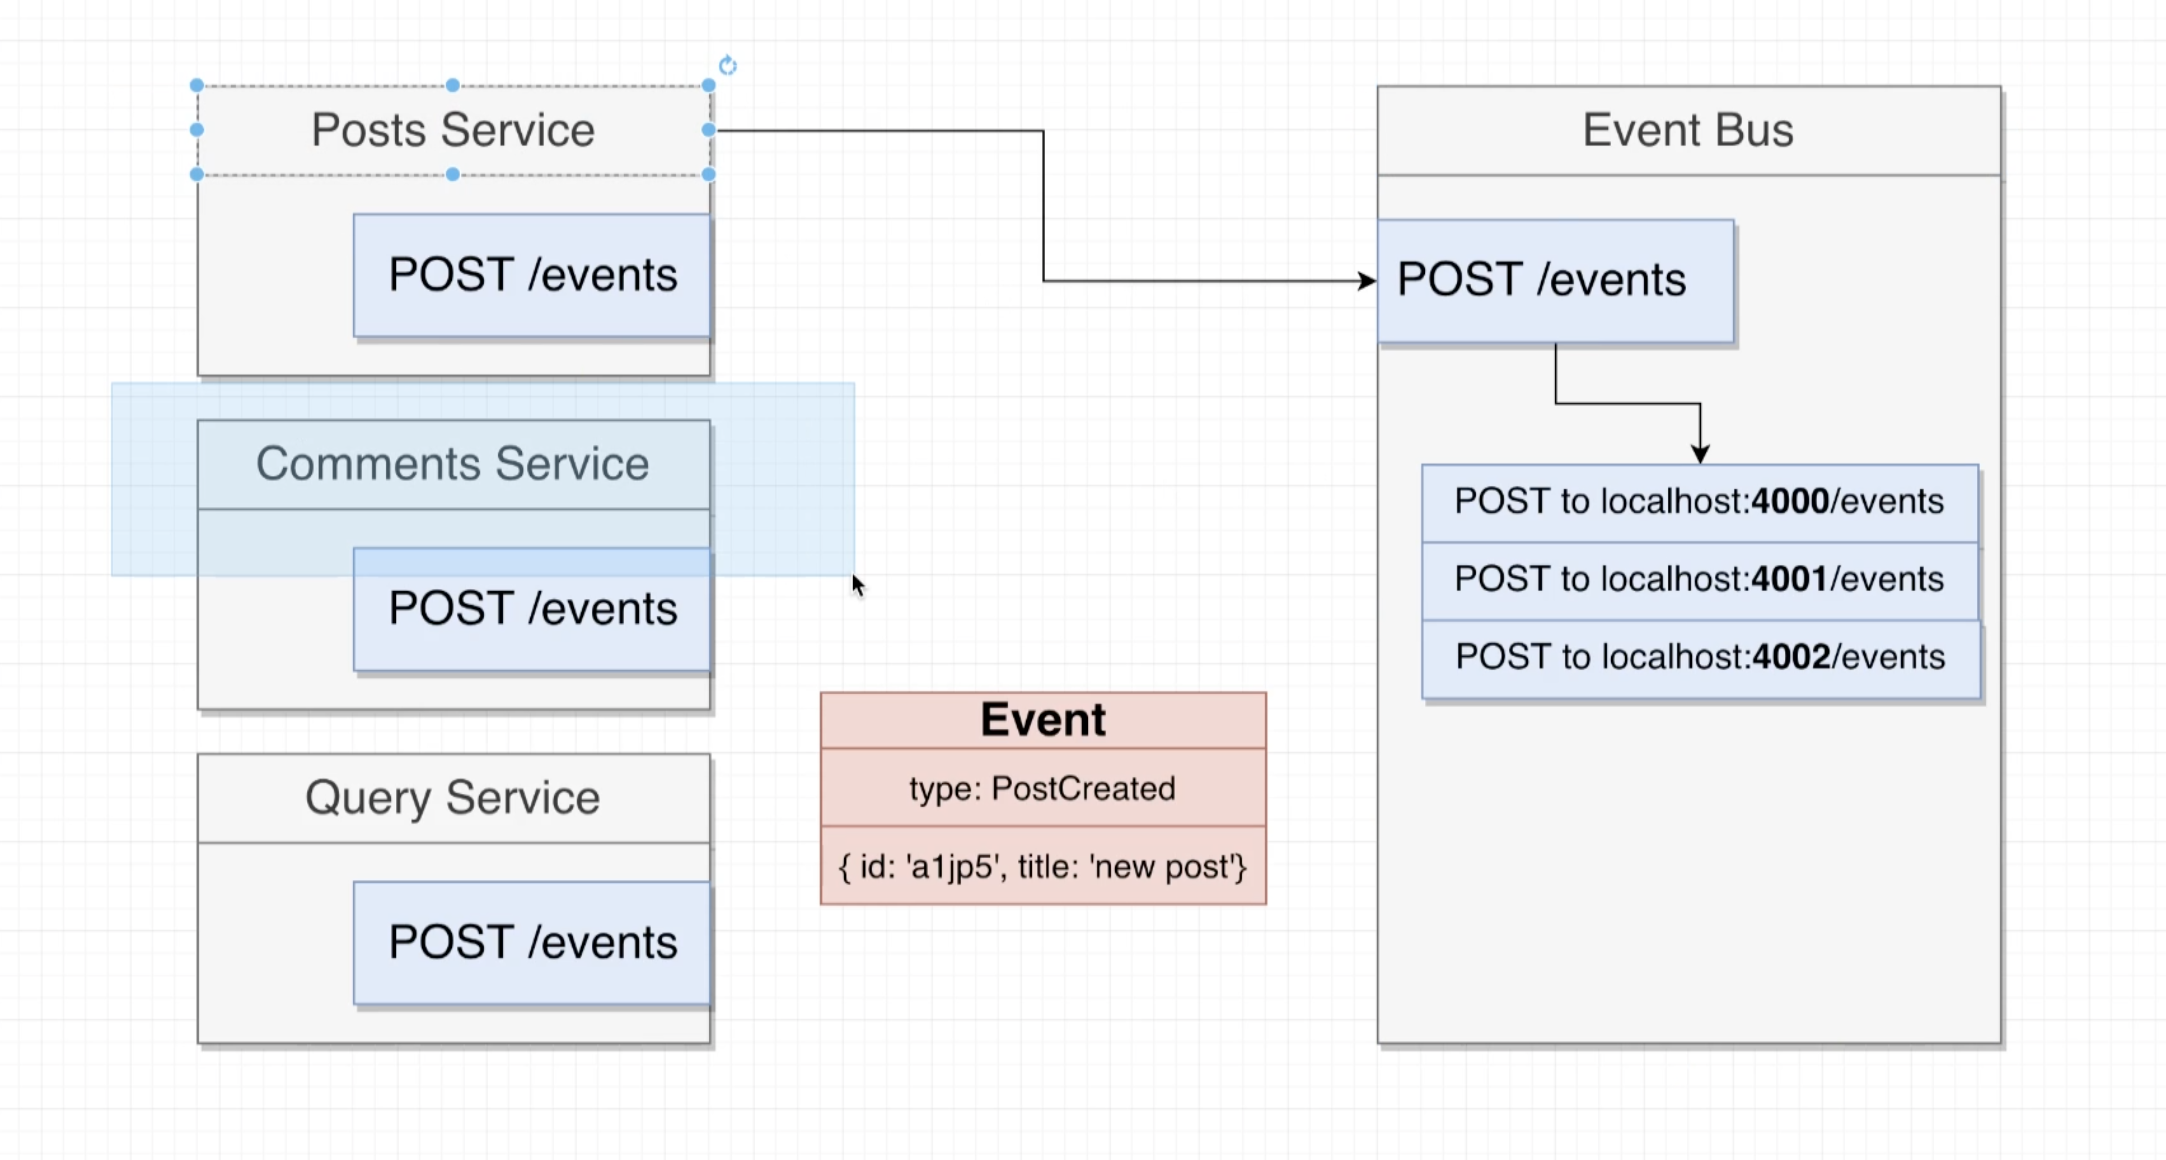 Posts Service
POST /events
Comments Service
POST /events
Query Service
POST /events
Event
type: PostCreated
{ id: 'a1jp5', title: 'new post'}
Event Bus
POST /events
POST to localhost:4000/events
POST to localhost:4001/events
POST to localhost:4002/events